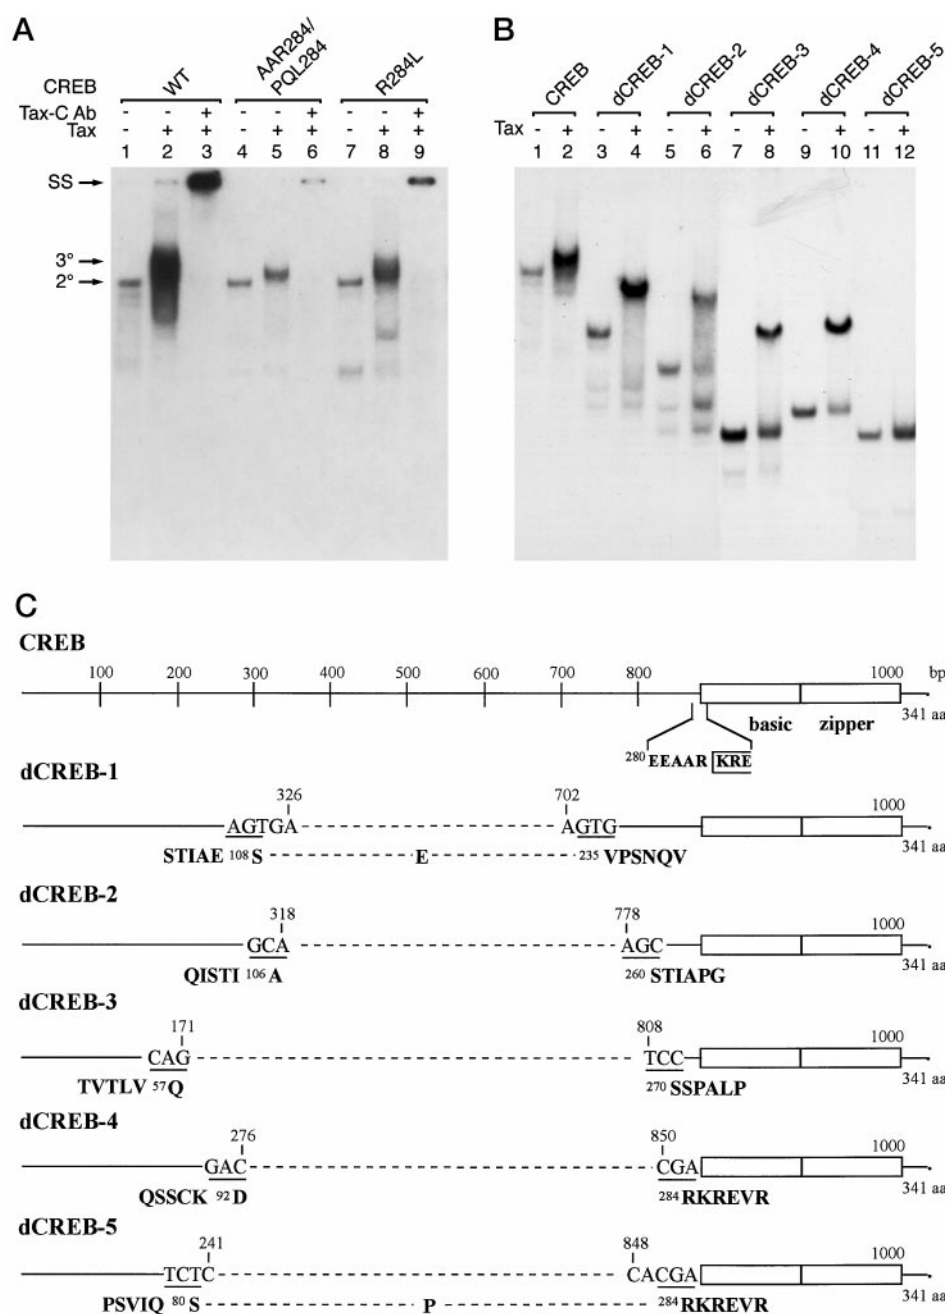 A
B
AAR284/
PQL284
CREB WT R284L
CREB dCREB-1 dCREB-2 dCREB-3 dCREB-4 dCREB-5
Tax-C Ab - - + - - + - - +
Tax - + + - + + - + +
1 2 3 4 5 6 7 8 9
Tax - + - + - + - + - + - +
1 2 3 4 5 6 7 8 9 10 11 12
SS
3°
2°
C
CREB
100 200 300 400 500 600 700 800 1000 bp
341 aa
basic zipper
280 EEAAR KRE
dCREB-1
326 702 1000
AGTGA AGTG
341 aa
STIAE 108 S E 235 VPSNQV
dCREB-2
318 778 1000
GCA AGC
341 aa
QISTI 106 A 260 STIAPG
dCREB-3
171 808 1000
CAG TCC
341 aa
TVTLV 57 Q 270 SSPALP
dCREB-4
276 850 1000
GAC CGA
341 aa
QSSCK 92 D 284 RKREVR
dCREB-5
241 848 1000
TCTC CACGA
341 aa
PSVIQ 80 S P 284 RKREVR